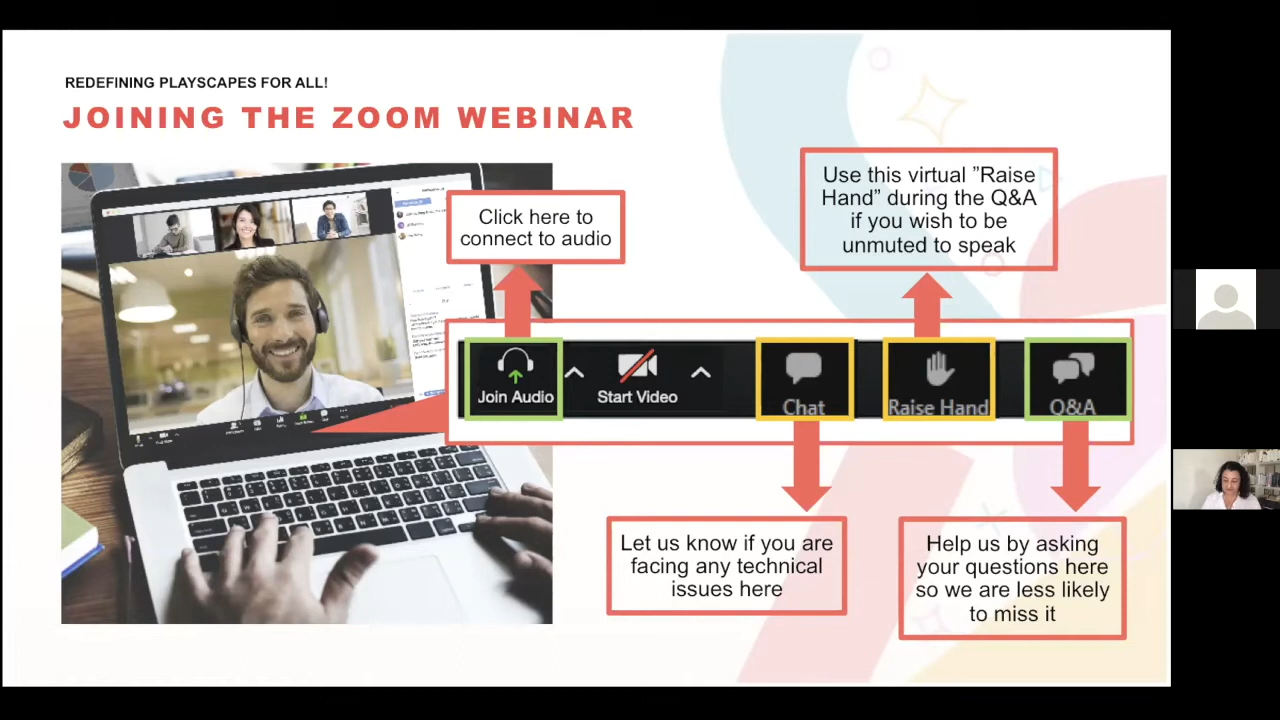 REDEFINING PLAYSCAPES FOR ALL!
JOINING THE ZOOM WEBINAR
Click here to
connect to audio
Use this virtual ”Raise
Hand” during the Q&A
if you wish to be
unmuted to speak
Join Audio
Start Video
Chat
Raise Hand
Q&A
Let us know if you are
facing any technical
issues here
Help us by asking
your questions here
so we are less likely
to miss it